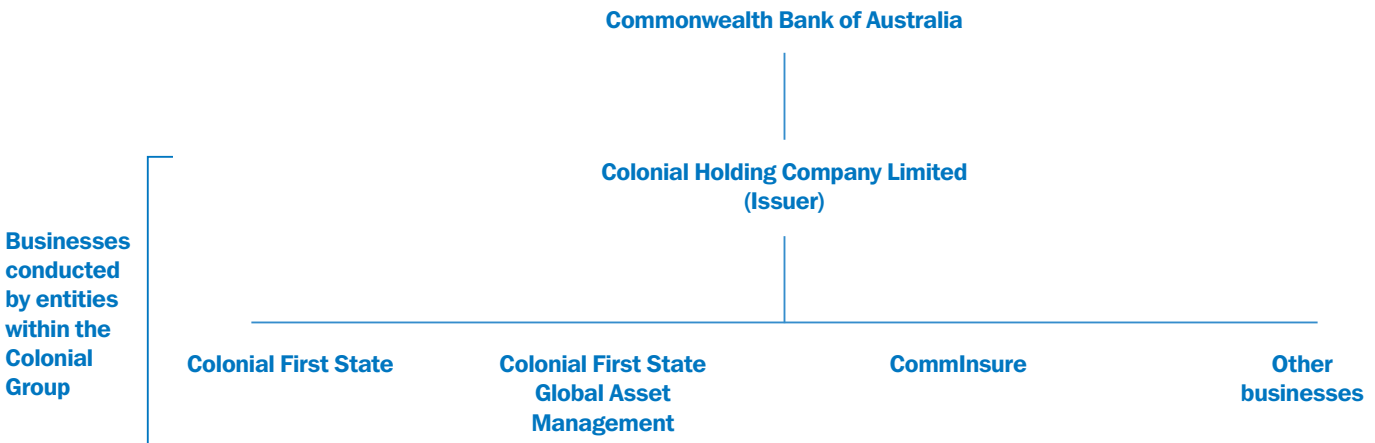 Commonwealth Bank of Australia
Colonial Holding Company Limited
(Issuer)
Businesses
conducted
by entities
within the
Colonial
Group
Colonial First State
Colonial First State
Global Asset
Management
CommInsure
Other
businesses